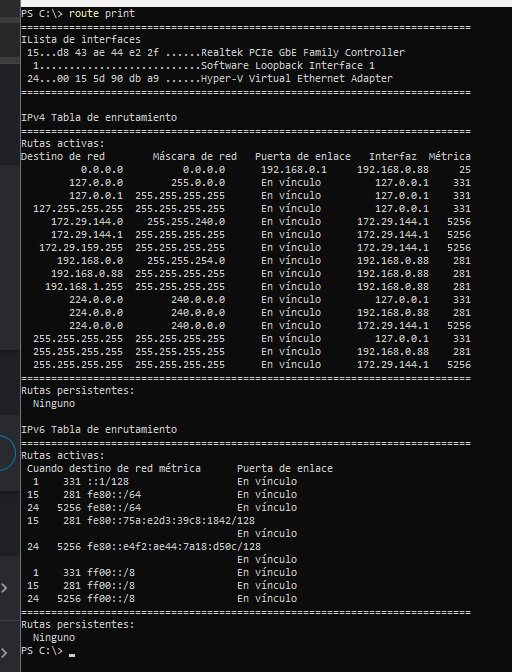 PS C:\> route print
===========================================================================
ILista de interfaces
 15...d8 43 ae 44 e2 2f ......Realtek PCIe GbE Family Controller
  1...........................Software Loopback Interface 1
 24...00 15 5d 90 db a9 ......Hyper-V Virtual Ethernet Adapter
===========================================================================

IPv4 Tabla de enrutamiento
===========================================================================
Rutas activas:
Destino de red        Máscara de red   Puerta de enlace   Interfaz  Métrica
          0.0.0.0          0.0.0.0      192.168.0.1     192.168.0.88     25
        127.0.0.0        255.0.0.0      En vínculo         127.0.0.1    331
        127.0.0.1  255.255.255.255      En vínculo         127.0.0.1    331
  127.255.255.255  255.255.255.255      En vínculo         127.0.0.1    331
     172.29.144.0    255.255.240.0      En vínculo      172.29.144.1   5256
     172.29.144.1  255.255.255.255      En vínculo      172.29.144.1   5256
   172.29.159.255  255.255.255.255      En vínculo      172.29.144.1   5256
      192.168.0.0    255.255.254.0      En vínculo      192.168.0.88    281
     192.168.0.88  255.255.255.255      En vínculo      192.168.0.88    281
    192.168.1.255  255.255.255.255      En vínculo      192.168.0.88    281
        224.0.0.0        240.0.0.0      En vínculo         127.0.0.1    331
        224.0.0.0        240.0.0.0      En vínculo      192.168.0.88    281
        224.0.0.0        240.0.0.0      En vínculo      172.29.144.1   5256
  255.255.255.255  255.255.255.255      En vínculo         127.0.0.1    331
  255.255.255.255  255.255.255.255      En vínculo      192.168.0.88    281
  255.255.255.255  255.255.255.255      En vínculo      172.29.144.1   5256
===========================================================================
Rutas persistentes:
  Ninguno

IPv6 Tabla de enrutamiento
===========================================================================
Rutas activas:
 Cuando destino de red métrica      Puerta de enlace
  1    331 ::1/128                  En vínculo
 15    281 fe80::/64                En vínculo
 24   5256 fe80::/64                En vínculo
 15    281 fe80::75a:e2d3:39c8:1842/128
                                    En vínculo
 24   5256 fe80::e4f2:ae44:7a18:d50c/128
                                    En vínculo
  1    331 ff00::/8                 En vínculo
 15    281 ff00::/8                 En vínculo
 24   5256 ff00::/8                 En vínculo
===========================================================================
Rutas persistentes:
  Ninguno
PS C:\> _